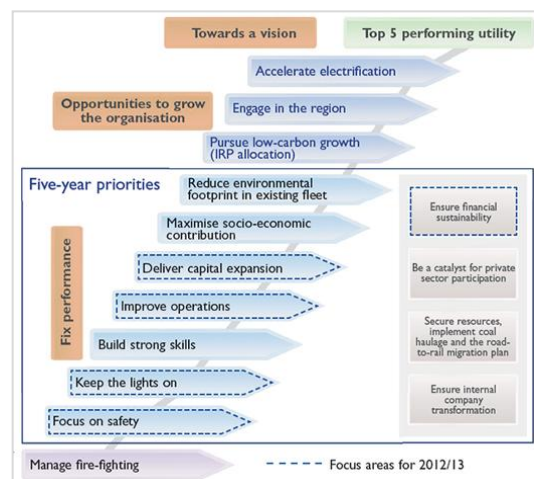 Towards a vision
Top 5 performing utility
Accelerate electrification
Opportunities to grow
the organisation
Engage in the region
Pursue low-carbon growth
(IRP allocation)
Five-year priorities
Reduce environmental
footprint in existing fleet
Maximise socio-economic
contribution
Deliver capital expansion
Improve operations
Build strong skills
Keep the lights on
Focus on safety
Fix performance
Ensure financial
sustainability
Be a catalyst for private
sector participation
Secure resources,
implement coal
haulage and the road-
to-rail migration plan
Ensure internal
company
transformation
Manage fire-fighting
Focus areas for 2012/13